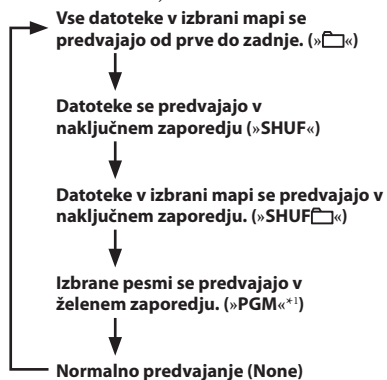 Vse datoteke v izbrani mapi se
predvajajo od prve do zadnje. (»🗀«)
Datoteke se predvajajo v
naključnem zaporedju (»SHUF«)
Datoteke v izbrani mapi se predvajajo v
naključnem zaporedju. (»SHUF🗀«)
Izbrane pesmi se predvajajo v
želenem zaporedju. (»PGM«*¹)
Normalno predvajanje (None)